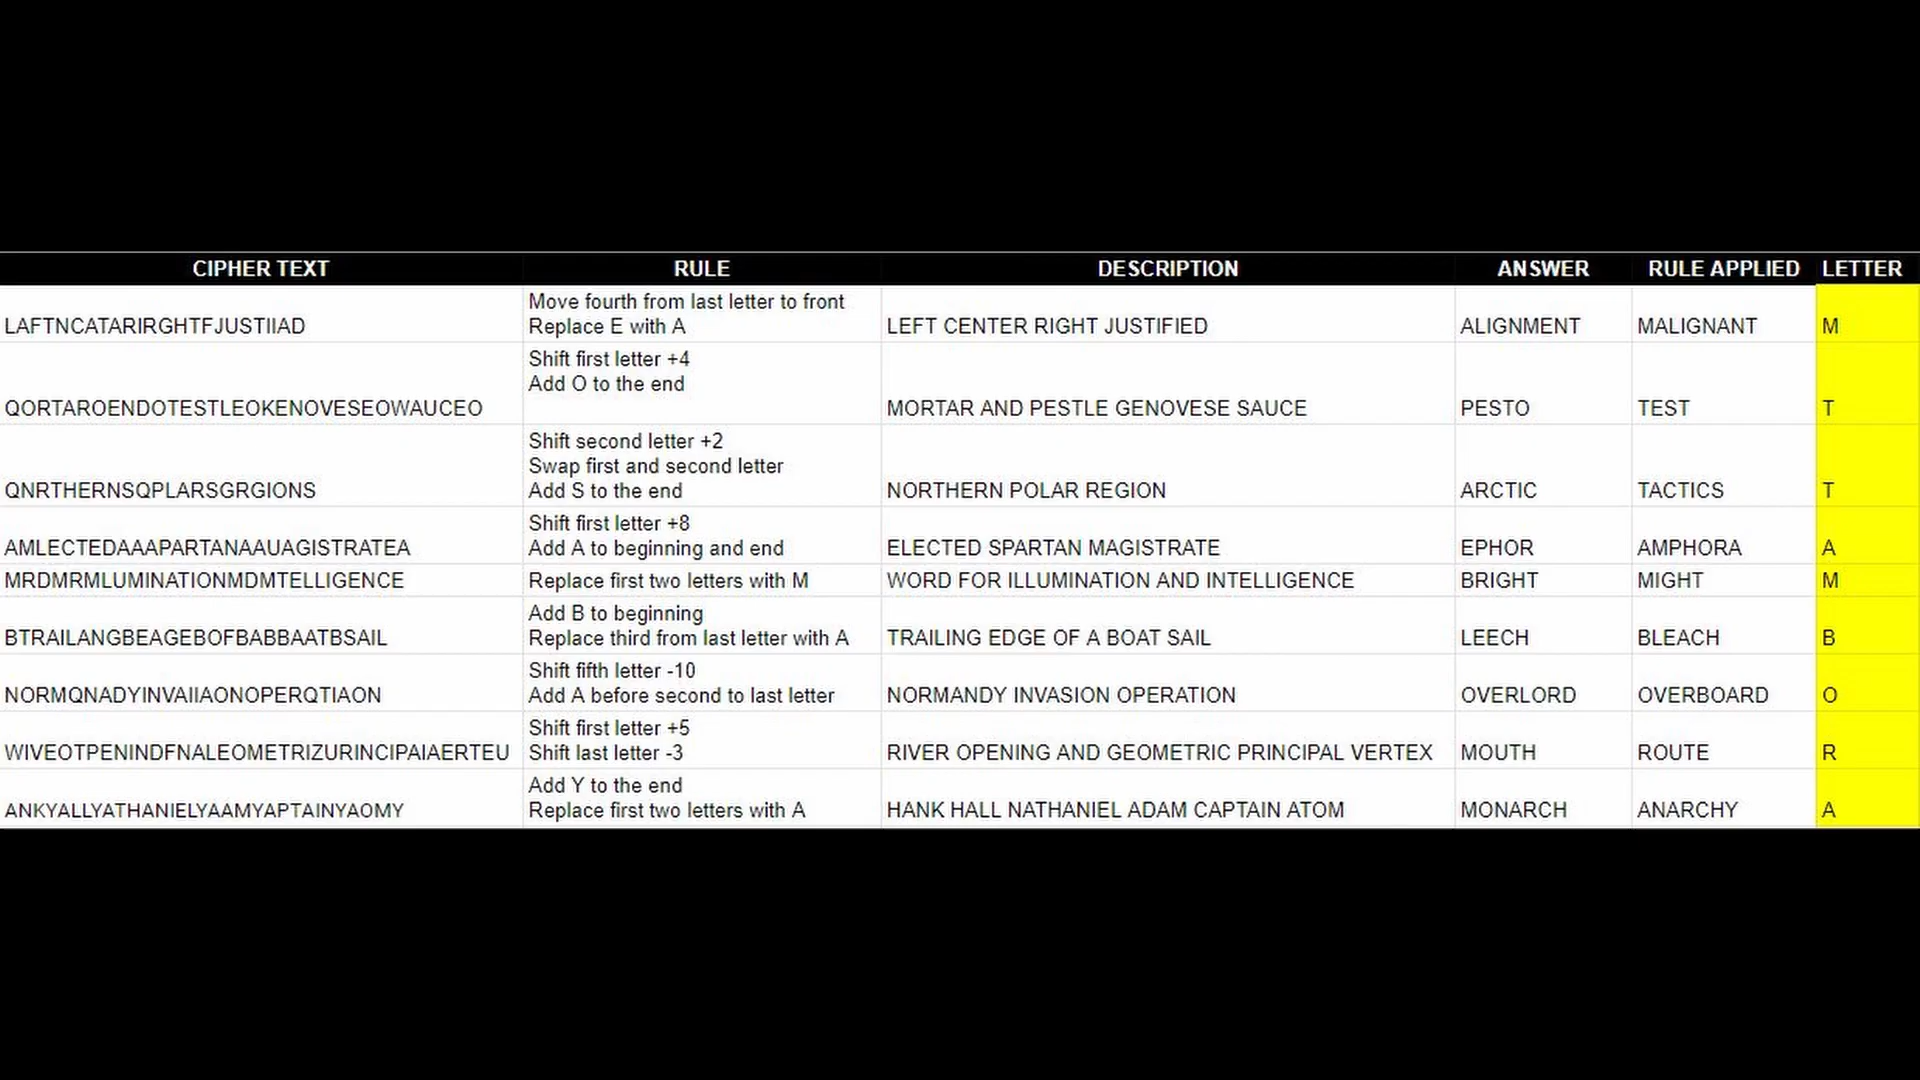 CIPHER TEXT RULE DESCRIPTION ANSWER RULE APPLIED LETTER
Move fourth from last letter to front
LAFTNCATARIRGHTFJUSTIIAD Replace E with A LEFT CENTER RIGHT JUSTIFIED ALIGNMENT MALIGNANT M
Shift first letter +4
Add O to the end
QORTAROENDOTESTLEOKENOVESEOWAUCEO MORTAR AND PESTLE GENOVESE SAUCE PESTO TEST T
Shift second letter +2
Swap first and second letter
QNRTHERNSQPLARSGRGIONS Add S to the end NORTHERN POLAR REGION ARCTIC TACTICS T
Shift first letter +8
AMLECTEDAAAPARTANAAUAGISTRATEA Add A to beginning and end ELECTED SPARTAN MAGISTRATE EPHOR AMPHORA A
MRDMRMLUMINATIONMDMTELLIGENCE Replace first two letters with M WORD FOR ILLUMINATION AND INTELLIGENCE BRIGHT MIGHT M
Add B to beginning
BTRAILANGBEAGEBOFBABBAATBSAIL Replace third from last letter with A TRAILING EDGE OF A BOAT SAIL LEECH BLEACH B
Shift fifth letter -10
NORMQNADYINVAIIAONOPERQTIAON Add A before second to last letter NORMANDY INVASION OPERATION OVERLORD OVERBOARD O
Shift first letter +5
WIVEOTPENINDFNALEOMETRIZURINCIPAIAERTEU Shift last letter -3 RIVER OPENING AND GEOMETRIC PRINCIPAL VERTEX MOUTH ROUTE R
Add Y to the end
ANKYALLYATHANIELYAAMYAPTAINYAOMY Replace first two letters with A HANK HALL NATHANIEL ADAM CAPTAIN ATOM MONARCH ANARCHY A